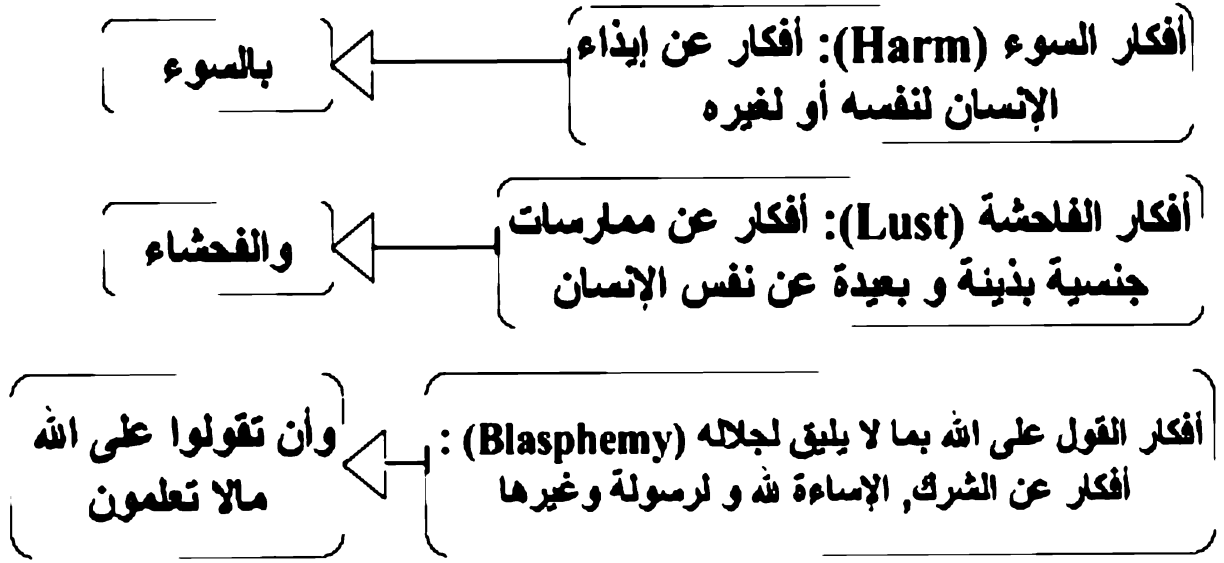 أفكار السوء (Harm): أفكار عن إيذاء
الإنسان لنفسه أو لغيره
بالسوء
أفكار الفاحشة (Lust): أفكار عن ممارسات
جنسية بذيئة و بعيدة عن نفس الإنسان
والفحشاء
أفكار القول على الله بما لا يليق لجلاله (Blasphemy) :
أفكار عن الشرك, الإساءة لله و لرسولة وغيرها
وأن تقولوا على الله
مالا تعلمون